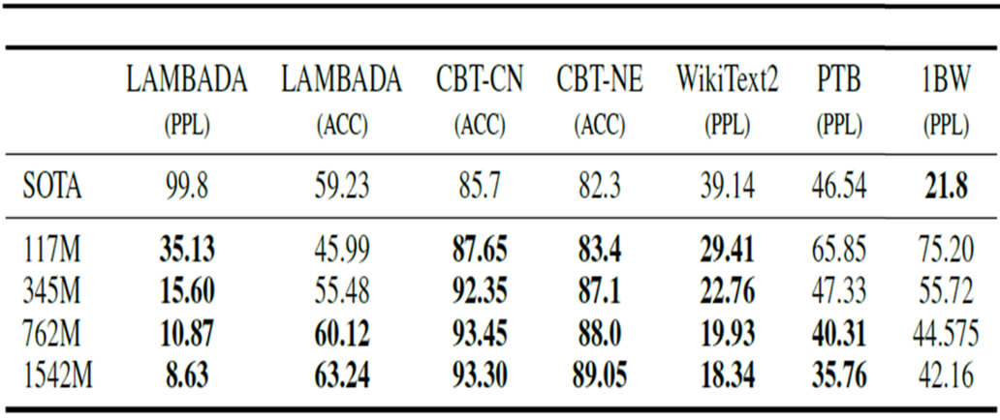 LAMBADA LAMBADA CBT-CN CBT-NE WikiText2 PTB 1BW
(PPL) (ACC) (ACC) (ACC) (PPL) (PPL) (PPL)
SOTA 99.8 59.23 85.7 82.3 39.14 46.54 21.8
117M 35.13 45.99 87.65 83.4 29.41 65.85 75.20
345M 15.60 55.48 92.35 87.1 22.76 47.33 55.72
762M 10.87 60.12 93.45 88.0 19.93 40.31 44.575
1542M 8.63 63.24 93.30 89.05 18.34 35.76 42.16